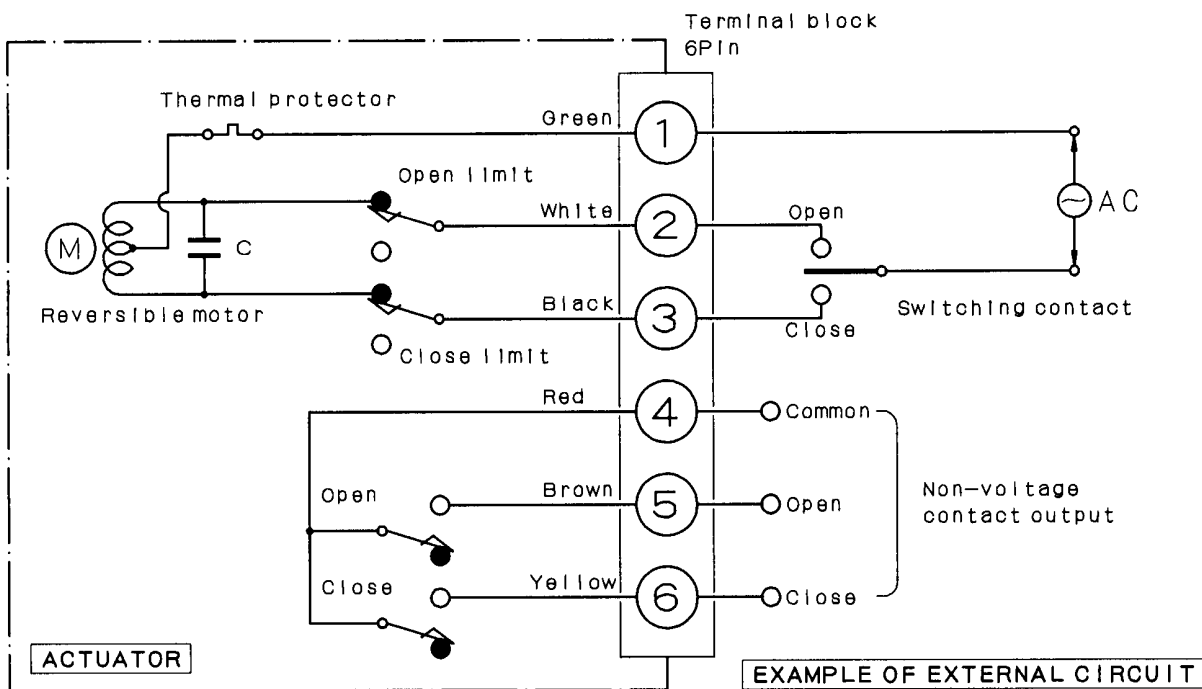 Terminal block
6Pin
Thermal protector
Green
1
Open limit
White
2
Open
AC
M
C
Reversible motor
Black
3
Switching contact
Close
Close limit
Red
4
Common
Open
Brown
5
Open
Non-voltage
contact output
Close
Yellow
6
Close
ACTUATOR
EXAMPLE OF EXTERNAL CIRCUIT